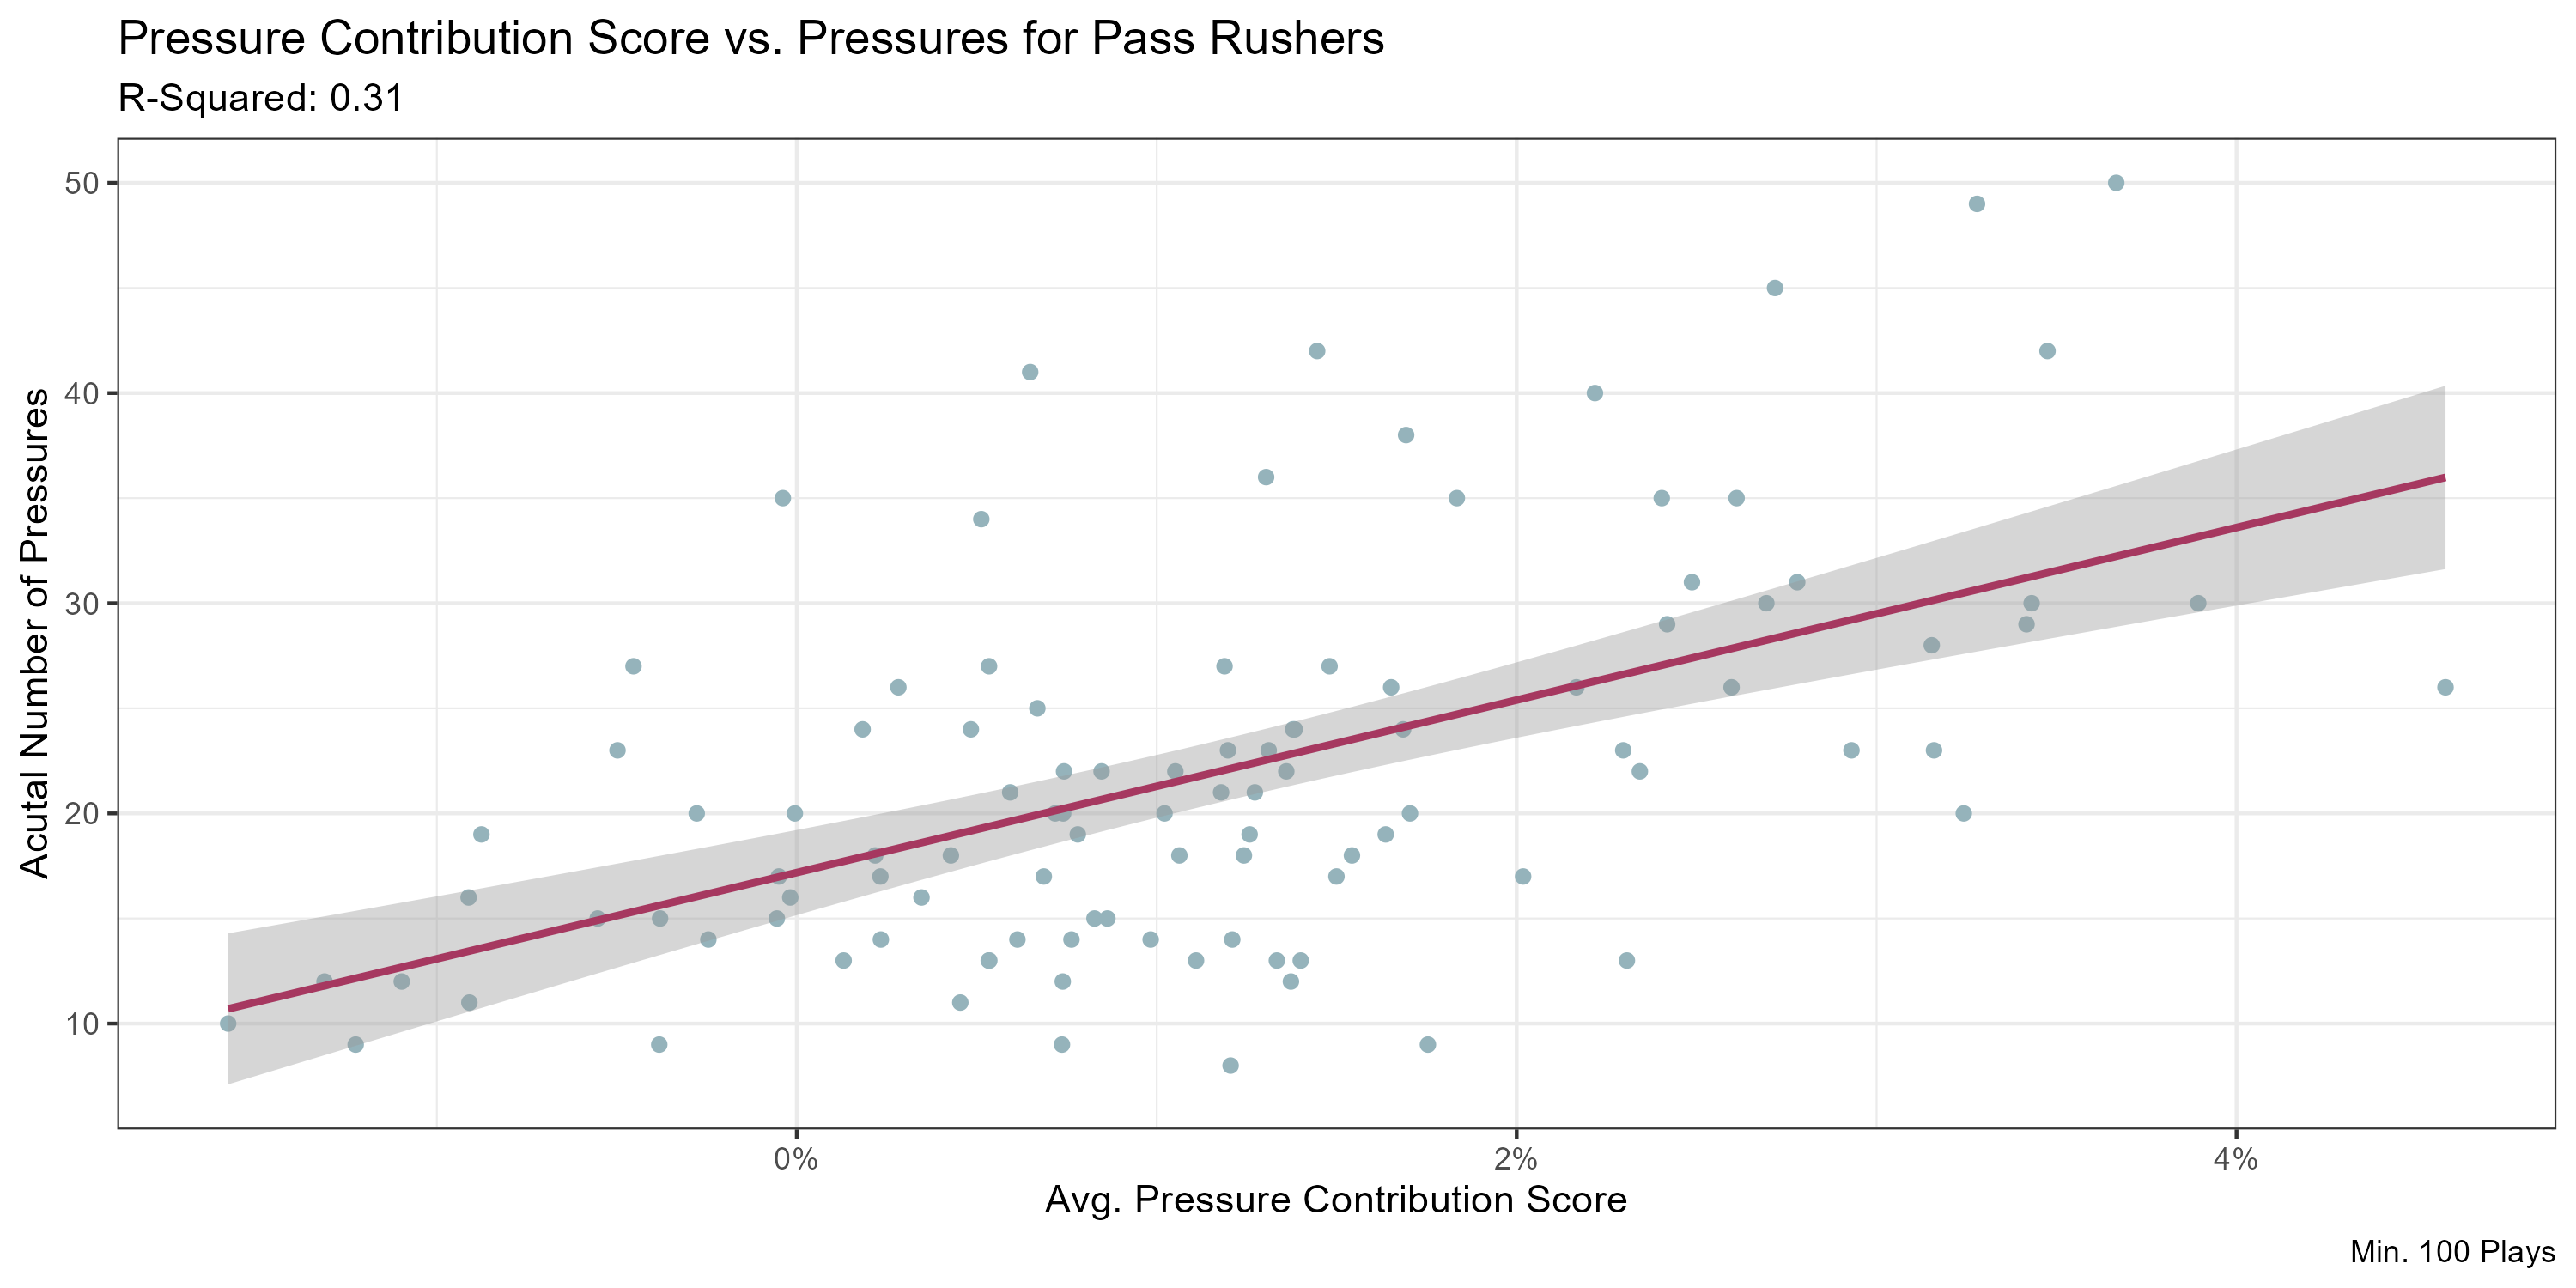 Pressure Contribution Score vs. Pressures for Pass Rushers
R-Squared: 0.31
50
40
30
20
10
Acutal Number of Pressures
0%
2%
4%
Avg. Pressure Contribution Score
Min. 100 Plays